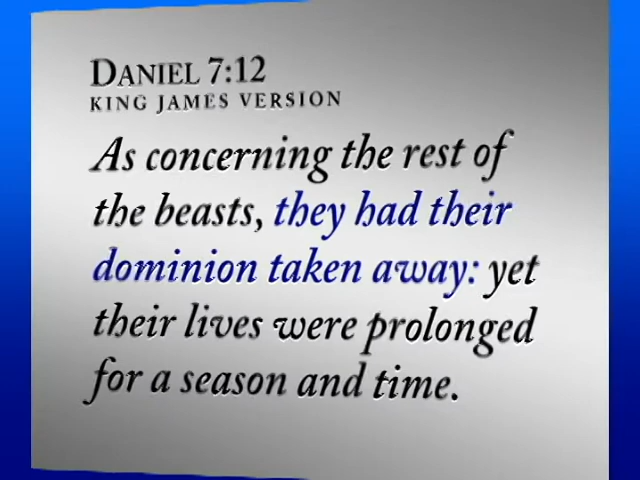 DANIEL 7:12
KING JAMES VERSION
As concerning the rest of
the beasts, they had their
dominion taken away: yet
their lives were prolonged
for a season and time.